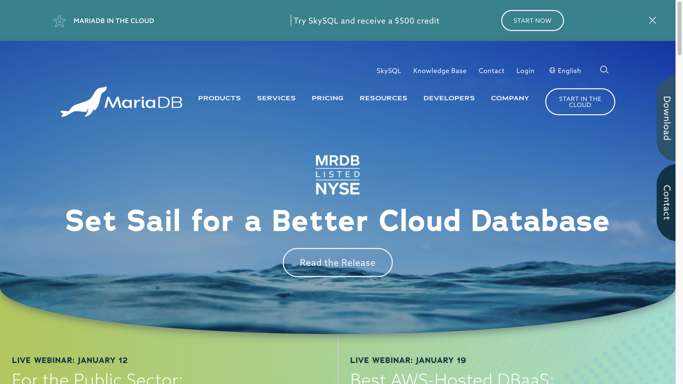 MARIADB IN THE CLOUD
Try SkySQL and receive a $500 credit
START NOW
SkySQL Knowledge Base Contact Login English
MariaDB
PRODUCTS SERVICES PRICING RESOURCES DEVELOPERS COMPANY
START IN THE
CLOUD
Download
Contact
MRDB
LISTED
NYSE
Set Sail for a Better Cloud Database
Read the Release
LIVE WEBINAR: JANUARY 12
For the Public Sector:
LIVE WEBINAR: JANUARY 19
Best AWS-Hosted DBaaS: